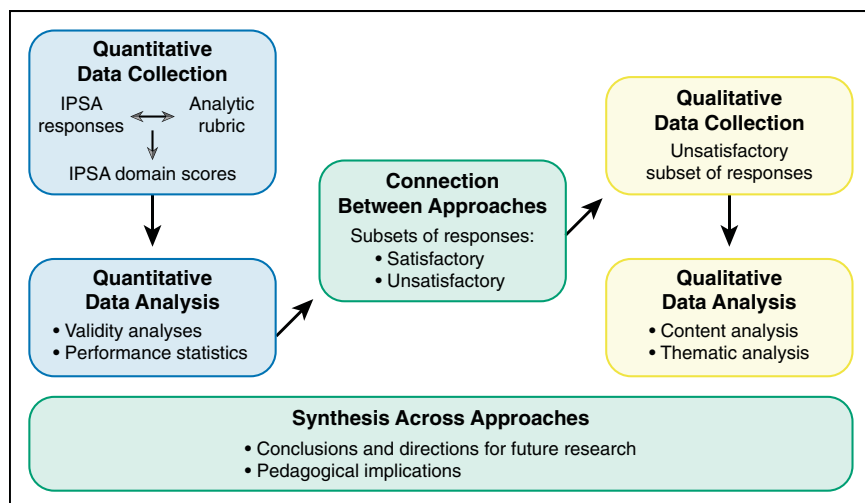 Quantitative
Data Collection
IPSA Analytic
responses rubric
IPSA domain scores
Quantitative
Data Analysis
• Validity analyses
• Performance statistics
Connection
Between Approaches
Subsets of responses:
• Satisfactory
• Unsatisfactory
Qualitative
Data Collection
Unsatisfactory
subset of responses
Qualitative
Data Analysis
• Content analysis
• Thematic analysis
Synthesis Across Approaches
• Conclusions and directions for future research
• Pedagogical implications